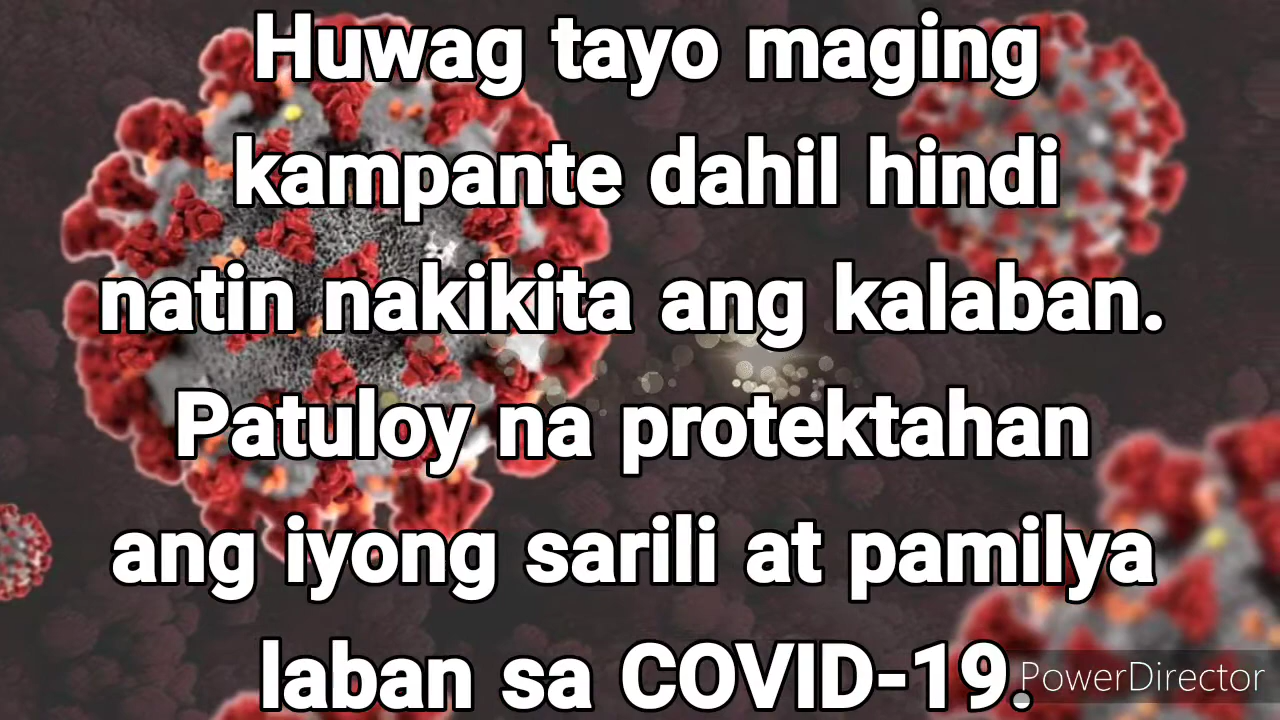 Huwag tayo maging
kampante dahil hindi
natin nakikita ang kalaban.
Patuloy na protektahan
ang iyong sarili at pamilya
laban sa COVID-19.
PowerDirector